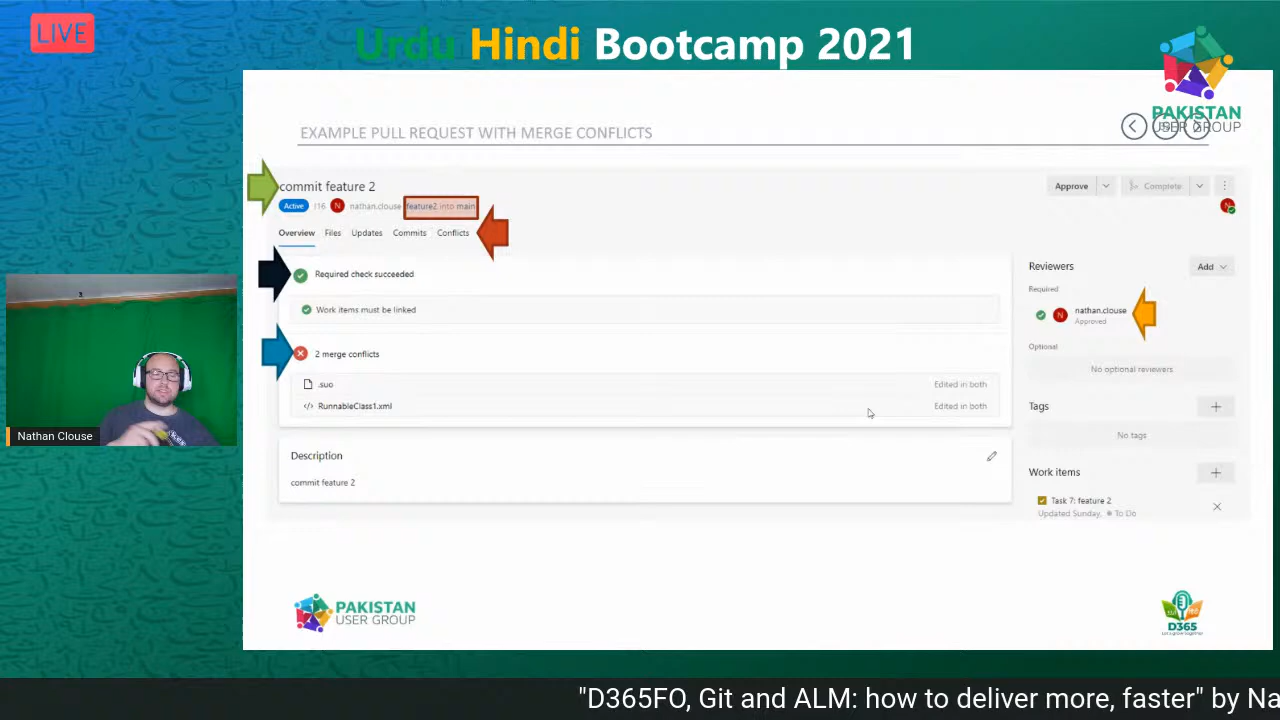 LIVE
Urdu Hindi Bootcamp 2021
PAKISTAN
USER GROUP
EXAMPLE PULL REQUEST WITH MERGE CONFLICTS
commit feature 2
Approve
Complete
Active !16 N nathan.clouse feature2 into main
N
Overview Files Updates Commits Conflicts
Required check succeeded
Work items must be linked
2 merge conflicts
.suo Edited in both
RunnableClass1.xml Edited in both
Description
commit feature 2
Reviewers Add
Required
N nathan.clouse
Approved
Optional
No optional reviewers
Tags
No tags
Work items
Task 7: feature 2
Updated Sunday, To Do
Nathan Clouse
PAKISTAN
USER GROUP
D365
"D365FO, Git and ALM: how to deliver more, faster" by Na